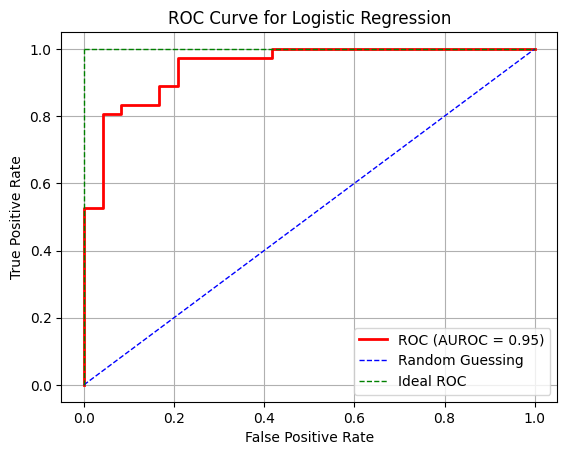 ROC Curve for Logistic Regression
True Positive Rate
1.0
0.8
0.6
0.4
0.2
0.0
ROC (AUROC = 0.95)
Random Guessing
Ideal ROC
0.0 0.2 0.4 0.6 0.8 1.0
False Positive Rate